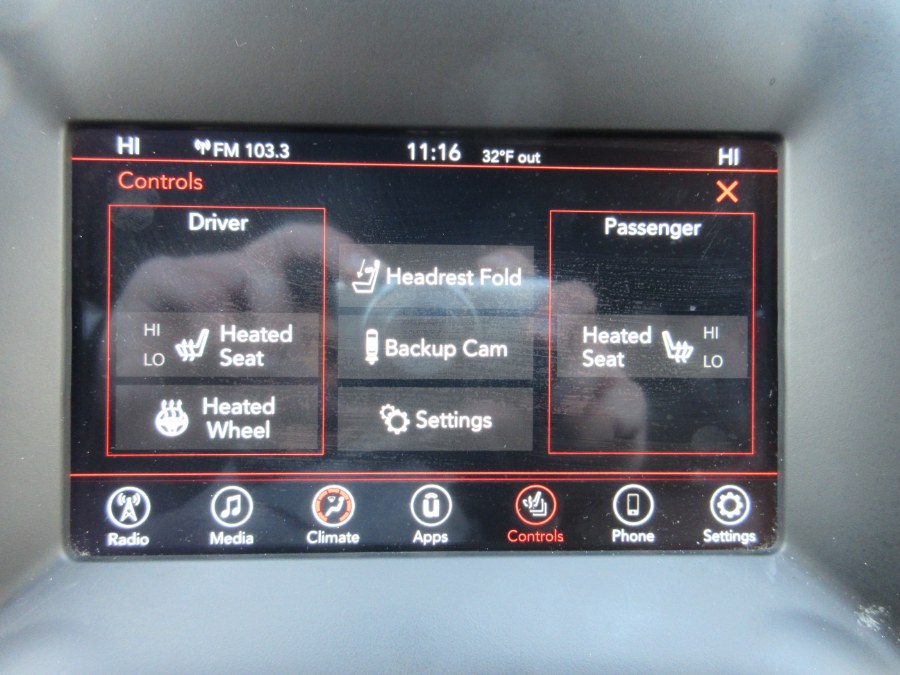 HI FM 103.3 11:16 32°F out HI
Controls
Driver
HI
LO
Heated
Seat
Heated
Wheel
Headrest Fold
Backup Cam
Settings
Passenger
Heated
Seat
HI
LO
Radio Media Climate Apps Controls Phone Settings